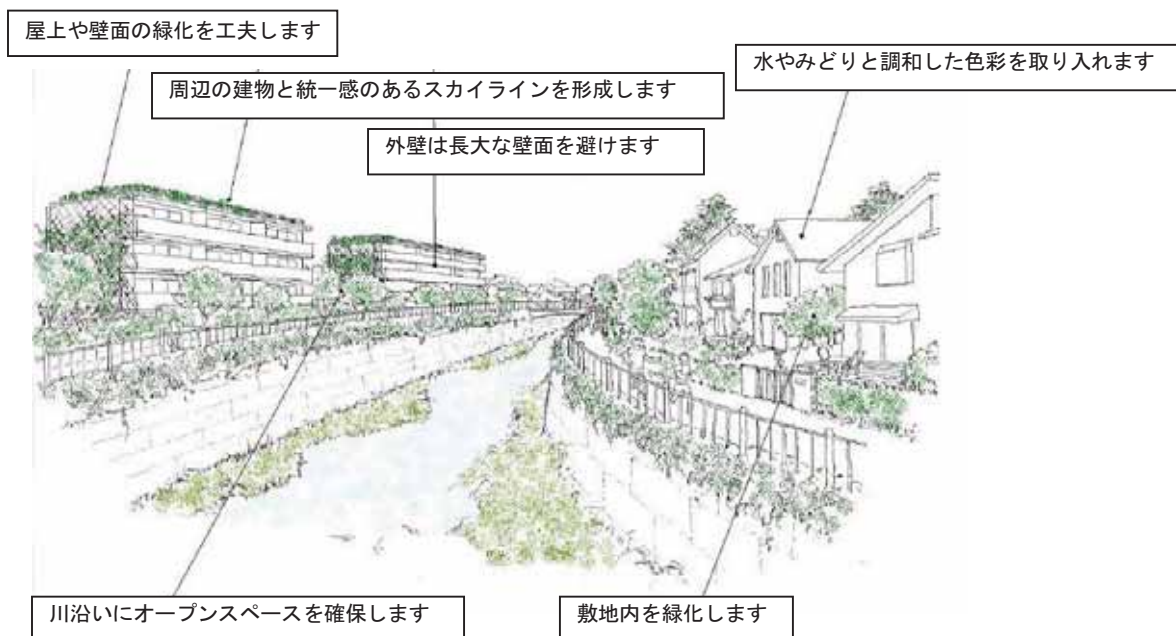 屋上や壁面の緑化を工夫します
水やみどりと調和した色彩を取り入れます
周辺の建物と統一感のあるスカイラインを形成します
外壁は長大な壁面を避けます
川沿いにオープンスペースを確保します
敷地内を緑化します